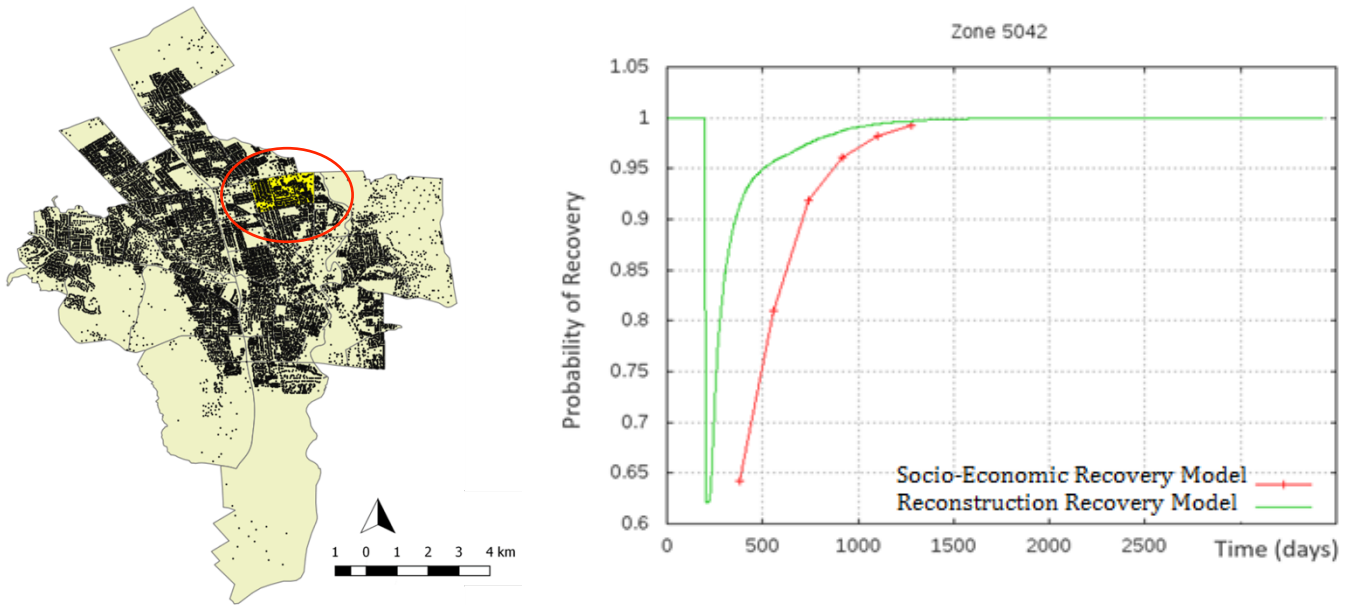 1 0 1 2 3 4 km
Zone 5042
1.05
1
0.95
0.9
0.85
0.8
0.75
0.7
0.65
0.6
Probability of Recovery
Socio-Economic Recovery Model
Reconstruction Recovery Model
0 500 1000 1500 2000 2500 Time (days)